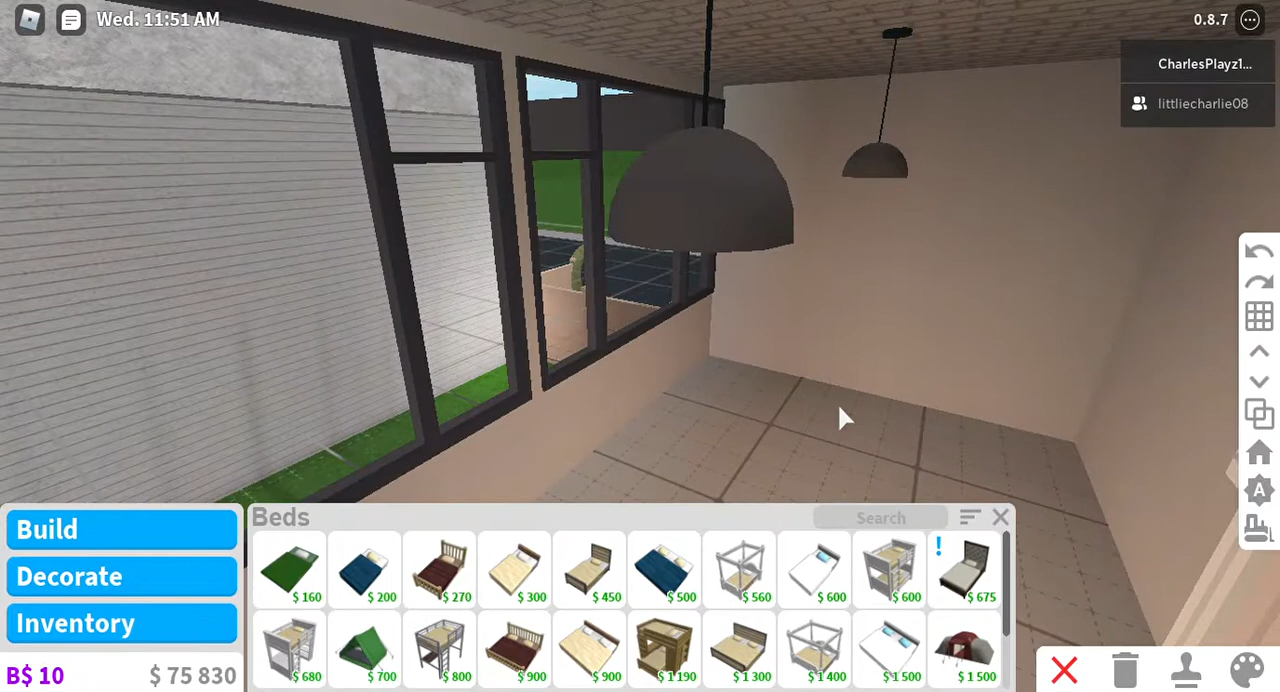 Wed. 11:51 AM
0.8.7
CharlesPlayz1...
littliecharlie08
Build
Decorate
Inventory
B$ 10
$ 75 830
Beds
Search
$ 160
$ 200
$ 270
$ 300
$ 450
$ 500
$ 560
$ 600
$ 600
!
$ 675
$ 680
$ 700
$ 800
$ 900
$ 900
$ 1 190
$ 1 300
$ 1 400
$ 1 500
$ 1 500
A
L